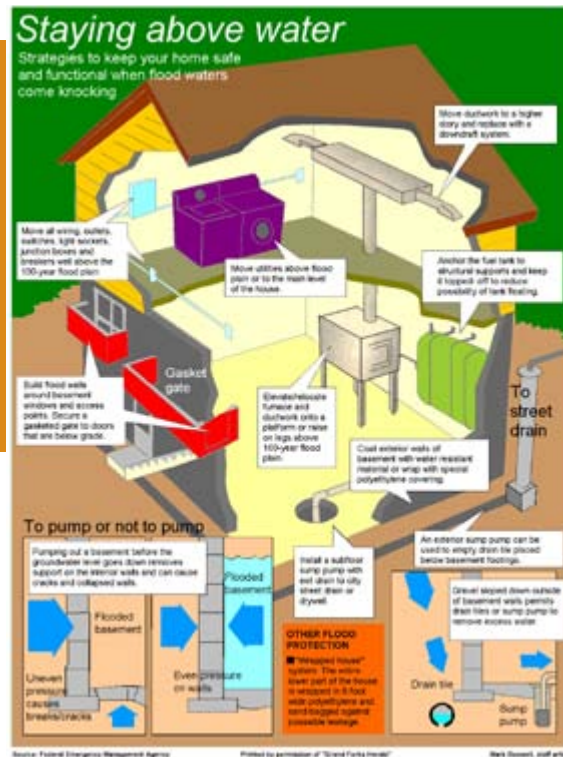 Staying above water
Strategies to keep your home safe
and functional when flood waters
come knocking
Move ductwork to a higher
story and replace with a
downdraft system.
Move all wiring, outlets,
switches, light sockets,
junction boxes and
breakers well above the
100-year flood plain
Move utilities above flood
plain or to the main level
of the house.
Anchor the fuel tank to
structural supports and keep
it topped-off to reduce
possibility of tank floating.
Build flood walls
around basement
windows and access
points. Secure a
gasketed gate to doors
that are below grade.
Gasket
gate
Elevate/relocate
furnace and
ductwork onto a
platform or raise
on legs above
100-year flood
plain.
To
street
drain
Coat exterior walls of
basement with water resistant
material or wrap with special
polyethylene covering.
To pump or not to pump
Pumping out a basement before the
groundwater level goes down removes
support on the interior walls and can cause
cracks and collapsed walls.
Flooded
basement
Uneven
pressure
causes
breaks/cracks
Flooded
basement
Even pressure
on walls
Install a subfloor
sump pump with
exit drain to city
street drain or
drywell.
OTHER FLOOD
PROTECTION
■ "Wrapped house"
system: The entire
lower part of the house
is wrapped in 6 foot
wide polyethylene and
sand bagged against
possible leakage.
An exterior sump pump can be
used to empty drain tile placed
below basement footings.
Gravel sloped down outside
of basement walls permits
drain tiles or sump pump to
remove excess water.
Drain tile
Sump
pump
Source: Federal Emergency Management Agency
Printed by permission of "Grand Forks Herald"
Mark